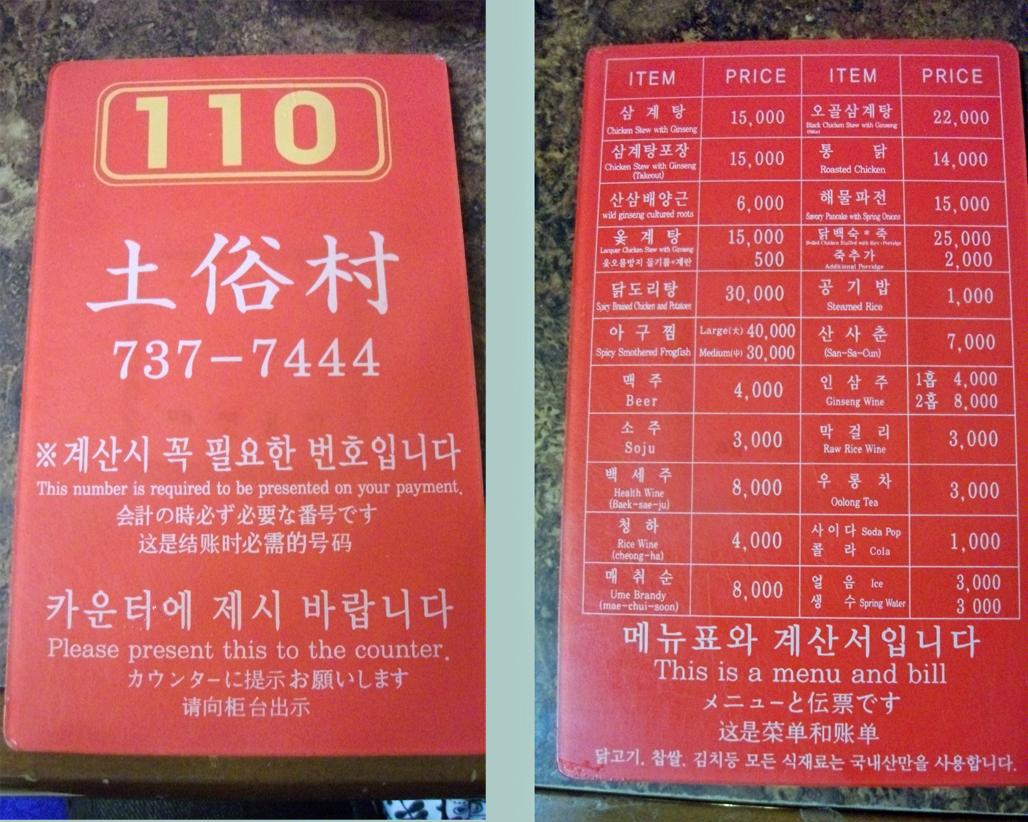 110
土俗村
737-7444
※계산시 꼭 필요한 번호입니다
This number is required to be presented on your payment.
会計の時必ず必要な番号です
这是结账时必需的号码
카운터에 제시 바랍니다
Please present this to the counter.
カウンターに提示お願いします
请向柜台出示
ITEM PRICE ITEM PRICE
삼계탕 15,000 오골삼계탕 22,000
Chicken Stew with Ginseng Black Chicken Stew with Ginseng
삼계탕포장 15,000 통닭 14,000
Chicken Stew with Ginseng Roasted Chicken
(Takeout)
산삼배양근 6,000 해물파전 15,000
wild ginseng cultured roots Savory Pancake with Spring Onions
옻계탕 15,000 닭백숙*죽 25,000
Lacquer Chicken Stew with Ginseng
500 죽추가 2,000
Additional Porridge
닭도리탕 30,000 공기밥 1,000
Spicy Braised Chicken and Potatoes Steamed Rice
아구찜 Large(大) 40,000 산사춘 7,000
Spicy Smothered Frogfish Medium(中) 30,000 (San-Sa-Cun)
맥주 4,000 인삼주 1홉 4,000
Beer Ginseng Wine 2홉 8,000
소주 3,000 막걸리 3,000
Soju Raw Rice Wine
백세주 8,000 우롱차 3,000
Health Wine Oolong Tea
(Baek-sae-ju)
청하 4,000 사이다 Soda Pop 1,000
Rice Wine 콜라 Cola
(cheong-ha)
매취순 8,000 얼음 Ice 3,000
Ume Brandy 생수 Spring Water 3 000
(mae-chui-soon)
메뉴표와 계산서입니다
This is a menu and bill
メニューと伝票です
这是菜单和账单
닭고기, 찹쌀, 김치등 모든 식재료는 국내산만을 사용합니다.